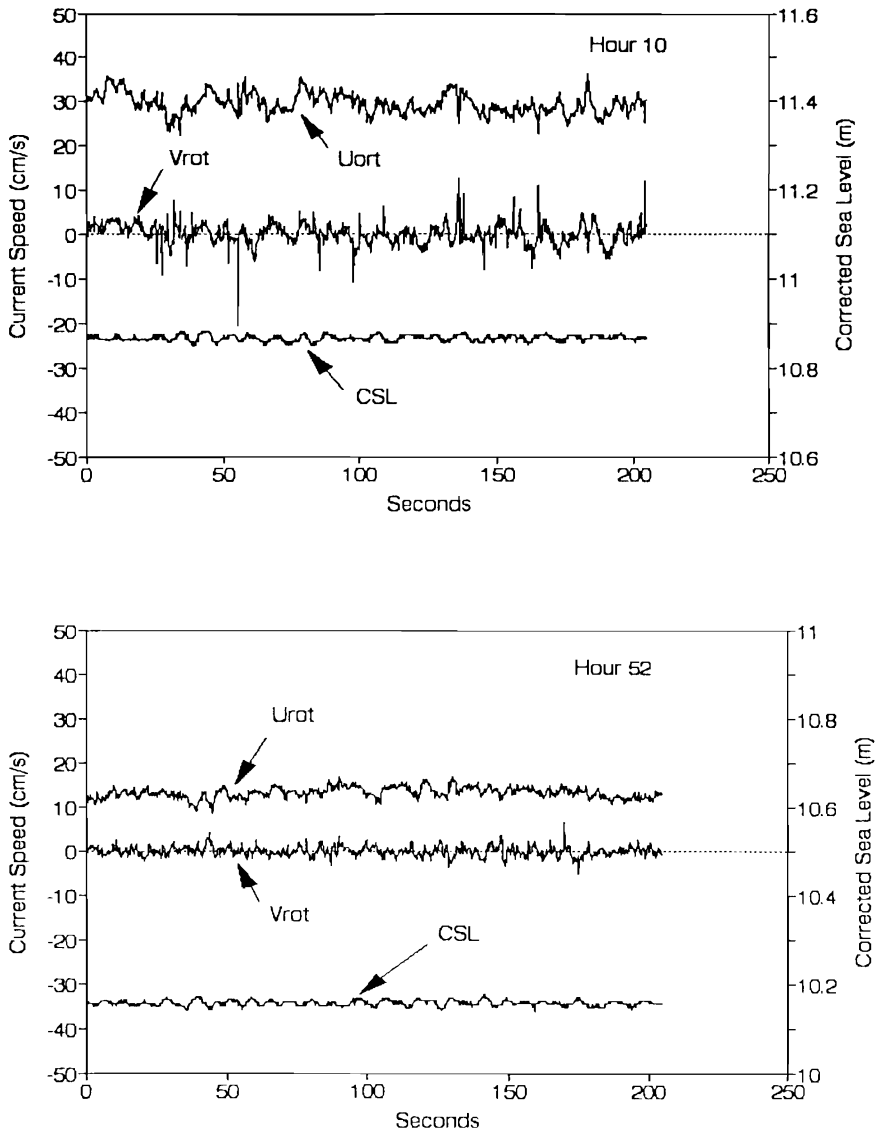 50
40
30
20
10
0
-10
-20
-30
-40
-50
Current Speed (cm/s)
Hour 10
Vrot
Uort
CSL
11.6
11.4
11.2
11
10.8
10.6
Corrected Sea Level (m)
0 50 100 150 200 250
Seconds
50
40
30
20
10
0
-10
-20
-30
-40
-50
Current Speed (cm/s)
Hour 52
Urot
Vrot
CSL
11
10.8
10.6
10.4
10.2
10
Corrected Sea Level (m)
0 50 100 150 200 250
Seconds